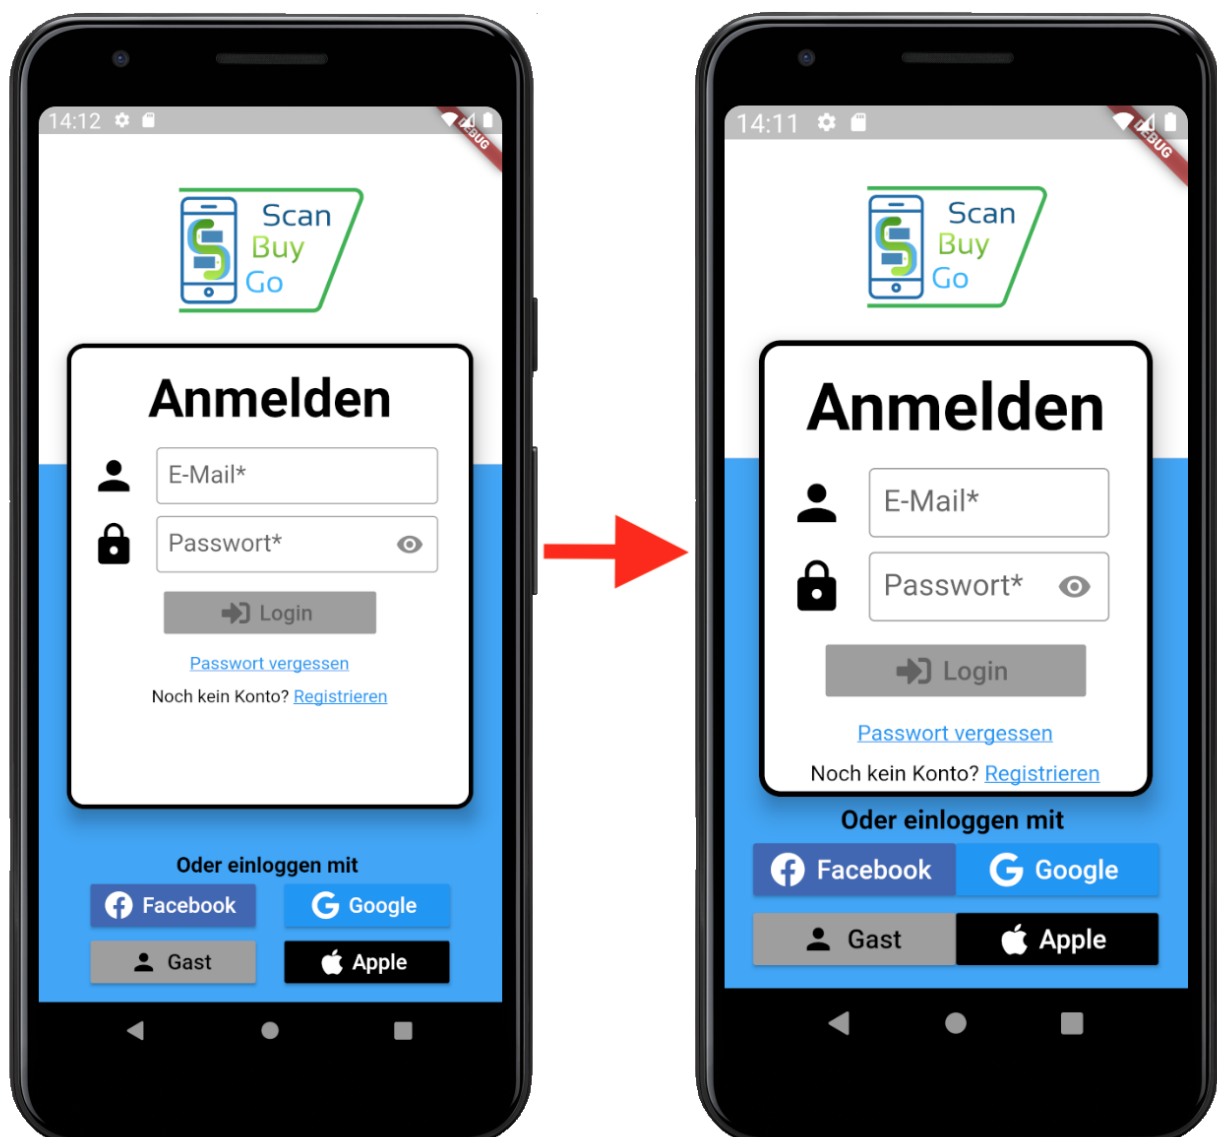 14:12
DEBUG
Scan
Buy
Go
Anmelden
E-Mail*
Passwort*
Login
Passwort vergessen
Noch kein Konto? Registrieren
Oder einloggen mit
Facebook
Google
Gast
Apple
14:11
DEBUG
Scan
Buy
Go
Anmelden
E-Mail*
Passwort*
Login
Passwort vergessen
Noch kein Konto? Registrieren
Oder einloggen mit
Facebook
Google
Gast
Apple